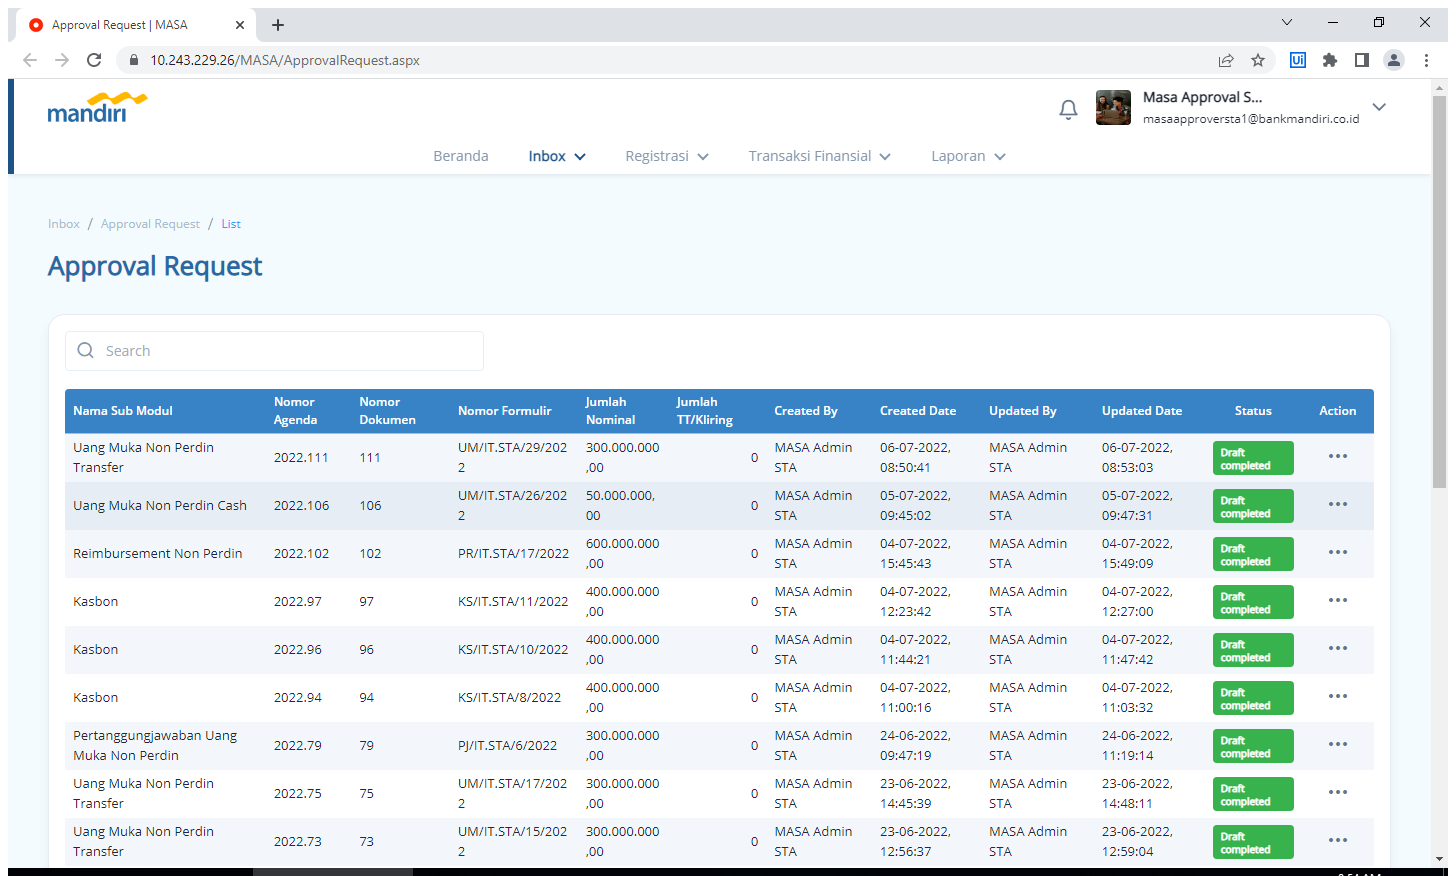 Approval Request | MASA
10.243.229.26/MASA/ApprovalRequest.aspx
mandiri
Masa Approval S...
masaapproversta1@bankmandiri.co.id
Beranda Inbox Registrasi Transaksi Finansial Laporan
Inbox / Approval Request / List
Approval Request
Search
Nama Sub Modul Nomor Agenda Nomor Dokumen Nomor Formulir Jumlah Nominal Jumlah TT/Kliring Created By Created Date Updated By Updated Date Status Action
Uang Muka Non Perdin Transfer 2022.111 111 UM/IT.STA/29/2022 300.000.000,00 0 MASA Admin STA 06-07-2022, 08:50:41 MASA Admin STA 06-07-2022, 08:53:03 Draft completed
Uang Muka Non Perdin Cash 2022.106 106 UM/IT.STA/26/2022 50.000.000,00 0 MASA Admin STA 05-07-2022, 09:45:02 MASA Admin STA 05-07-2022, 09:47:31 Draft completed
Reimbursement Non Perdin 2022.102 102 PR/IT.STA/17/2022 600.000.000,00 0 MASA Admin STA 04-07-2022, 15:45:43 MASA Admin STA 04-07-2022, 15:49:09 Draft completed
Kasbon 2022.97 97 KS/IT.STA/11/2022 400.000.000,00 0 MASA Admin STA 04-07-2022, 12:23:42 MASA Admin STA 04-07-2022, 12:27:00 Draft completed
Kasbon 2022.96 96 KS/IT.STA/10/2022 400.000.000,00 0 MASA Admin STA 04-07-2022, 11:44:21 MASA Admin STA 04-07-2022, 11:47:42 Draft completed
Kasbon 2022.94 94 KS/IT.STA/8/2022 400.000.000,00 0 MASA Admin STA 04-07-2022, 11:00:16 MASA Admin STA 04-07-2022, 11:03:32 Draft completed
Pertanggungjawaban Uang Muka Non Perdin 2022.79 79 PJ/IT.STA/6/2022 300.000.000,00 0 MASA Admin STA 24-06-2022, 09:47:19 MASA Admin STA 24-06-2022, 11:19:14 Draft completed
Uang Muka Non Perdin Transfer 2022.75 75 UM/IT.STA/17/2022 300.000.000,00 0 MASA Admin STA 23-06-2022, 14:45:39 MASA Admin STA 23-06-2022, 14:48:11 Draft completed
Uang Muka Non Perdin Transfer 2022.73 73 UM/IT.STA/15/2022 300.000.000,00 0 MASA Admin STA 23-06-2022, 12:56:37 MASA Admin STA 23-06-2022, 12:59:04 Draft completed